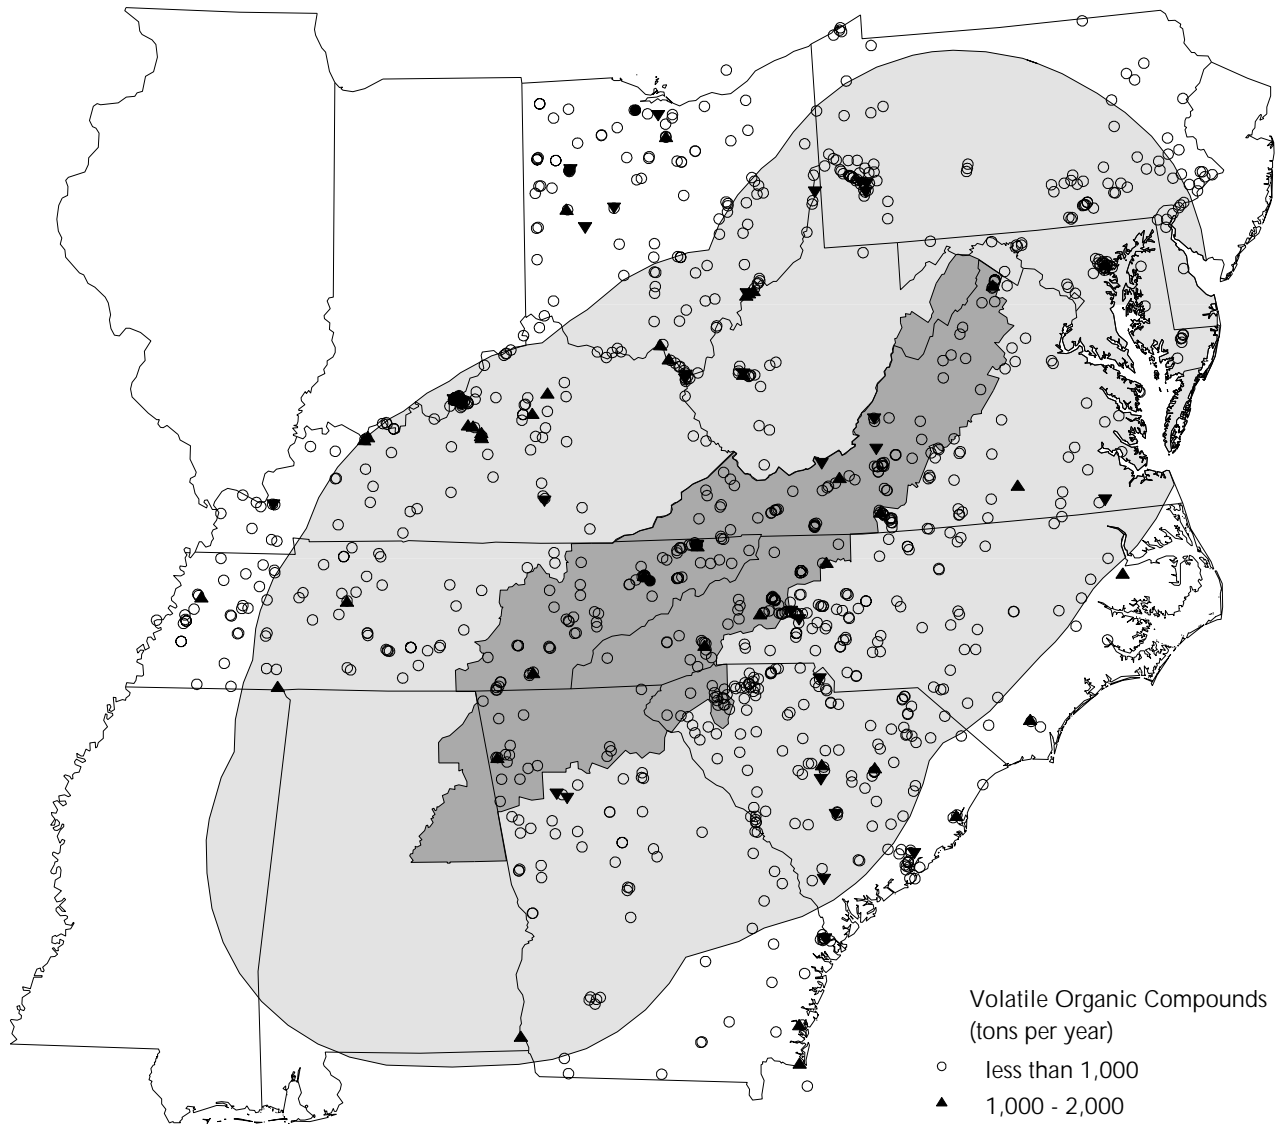 Volatile Organic Compounds
(tons per year)
less than 1,000
1,000 - 2,000